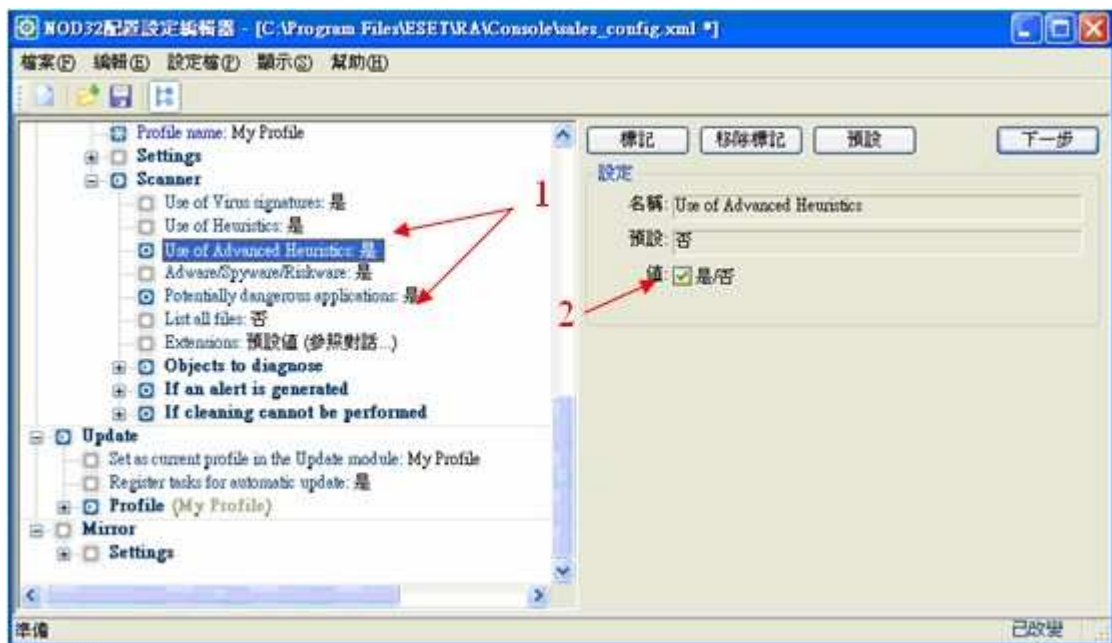 NOD32配置設定編輯器 - [C:\Program Files\ESET\RA\Console\sales_config.xml *]
檔案(F) 編輯(E) 設定檔(P) 顯示(S) 幫助(H)
Profile name: My Profile
Settings
Scanner
Use of Virus signatures: 是
Use of Heuristics: 是
Use of Advanced Heuristics: 是
Adware/Spyware/Riskware: 是
Potentially dangerous applications: 是
List all files: 否
Extensions: 預設值 (參照對話...)
Objects to diagnose
If an alert is generated
If cleaning cannot be performed
Update
Set as current profile in the Update module: My Profile
Register tasks for automatic update: 是
Profile (My Profile)
Mirror
Settings
1
標記 移除標記 預設 下一步
設定
名稱: Use of Advanced Heuristics
預設: 否
值: 是/否
2
準備 已改變